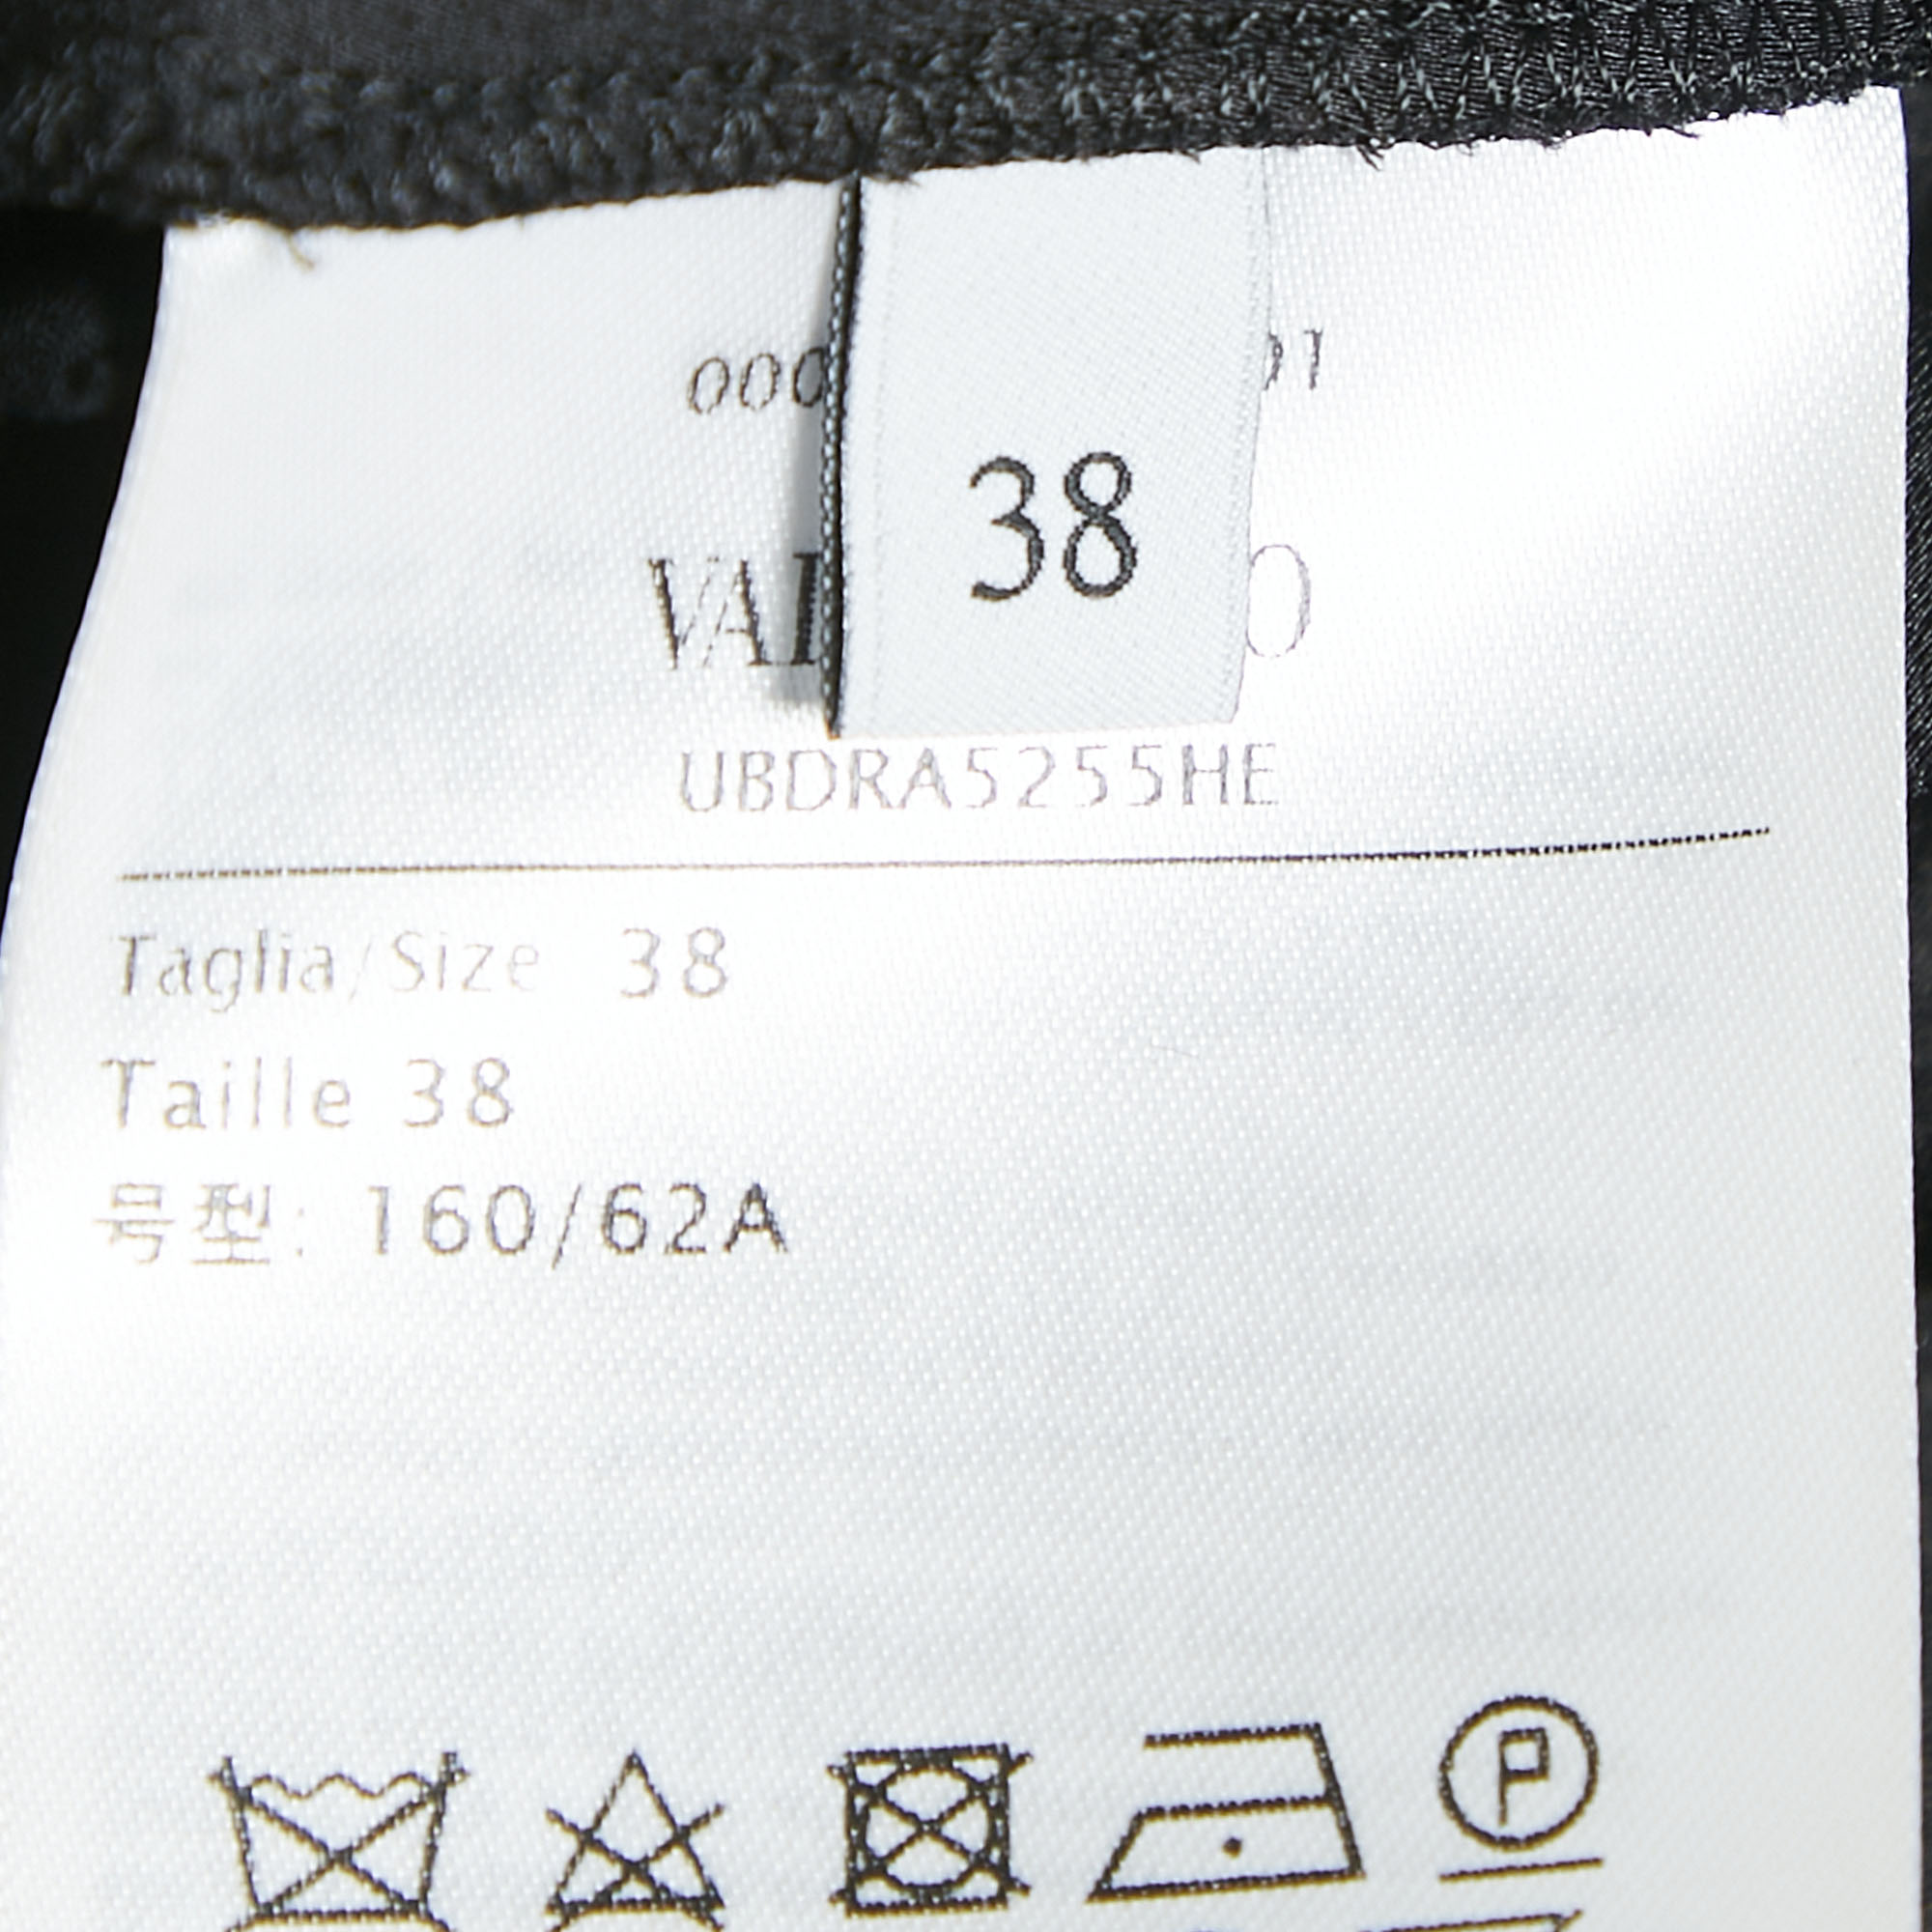 38
UBDRA5255HE
Taglia/Size 38
Taille 38
号型: 160/62A
P